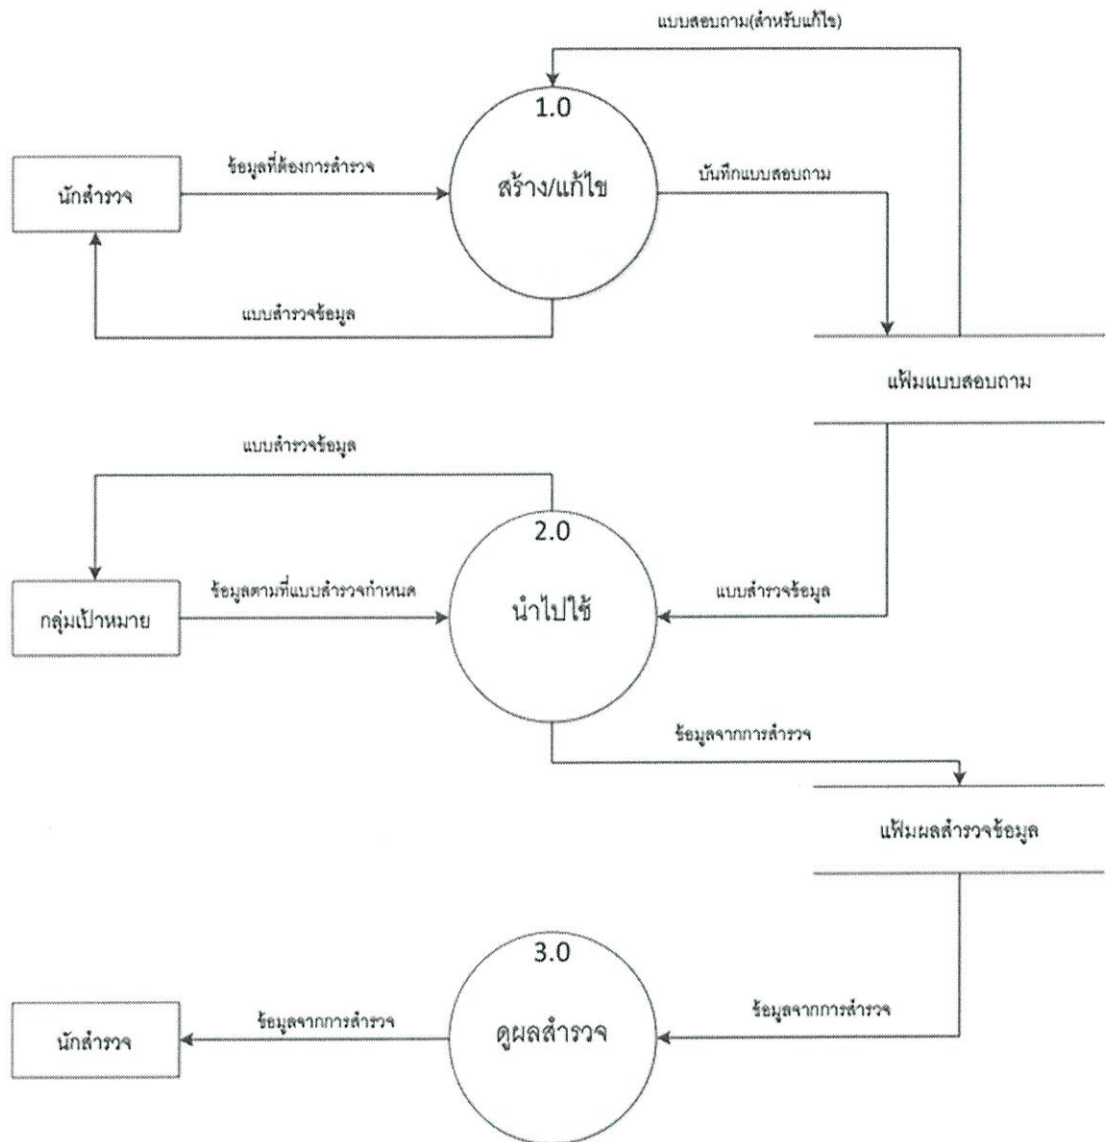 แบบสอบถาม(สำหรับแก้ไข)
1.0
ข้อมูลที่ต้องการสำรวจ
บันทึกแบบสอบถาม
นักสำรวจ
สร้าง/แก้ไข
แบบสำรวจข้อมูล
แฟ้มแบบสอบถาม
แบบสำรวจข้อมูล
2.0
ข้อมูลตามที่แบบสำรวจกำหนด
แบบสำรวจข้อมูล
กลุ่มเป้าหมาย
นำไปใช้
ข้อมูลจากการสำรวจ
แฟ้มผลสำรวจข้อมูล
3.0
ข้อมูลจากการสำรวจ
ข้อมูลจากการสำรวจ
นักสำรวจ
ดูผลสำรวจ